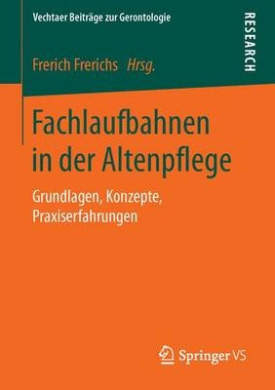 Vechtaer Beiträge zur Gerontologie
RESEARCH
Frerich Frerichs Hrsg.
Fachlaufbahnen
in der Altenpflege
Grundlagen, Konzepte,
Praxiserfahrungen
Springer VS